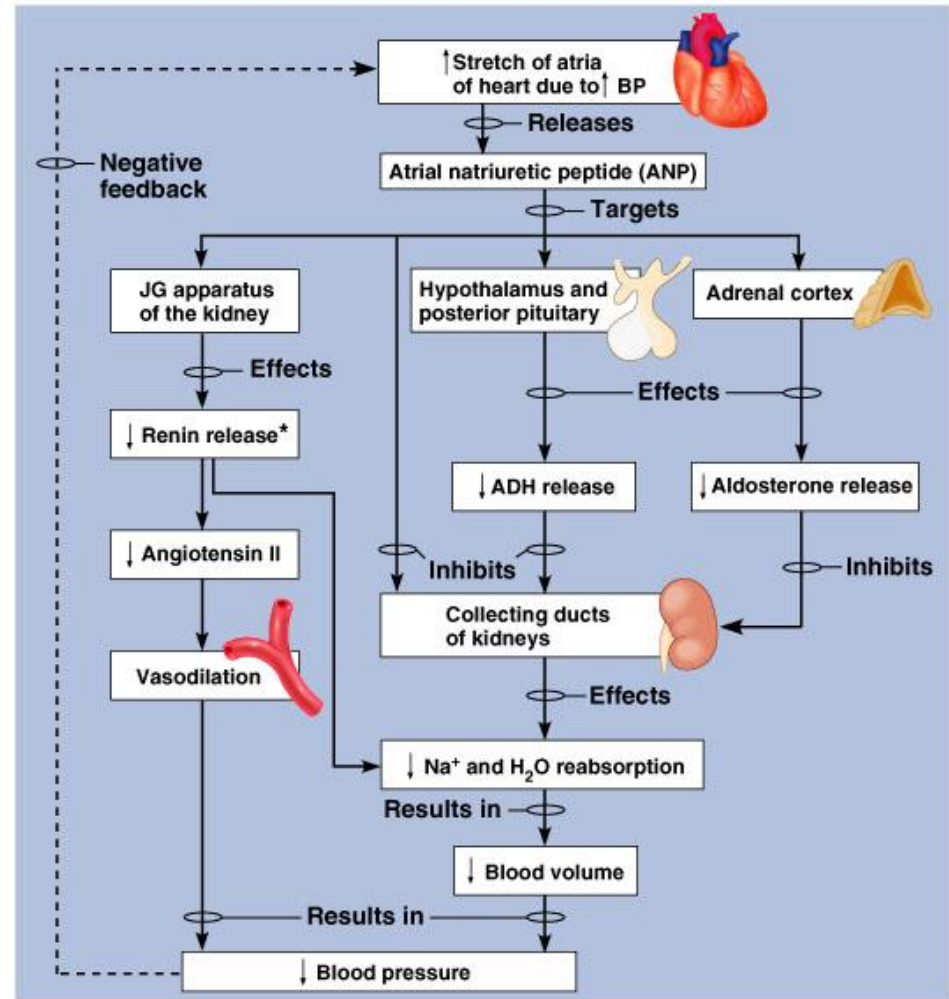 ↑Stretch of atria
of heart due to↑ BP
Releases
Negative
feedback
Atrial natriuretic peptide (ANP)
Targets
JG apparatus
of the kidney
Hypothalamus and
posterior pituitary
Adrenal cortex
Effects
Effects
↓ Renin release*
↓ ADH release
↓ Aldosterone release
↓ Angiotensin II
Inhibits
Inhibits
Collecting ducts
of kidneys
Vasodilation
Effects
↓ Na⁺ and H₂O reabsorption
Results in
↓ Blood volume
Results in
↓ Blood pressure